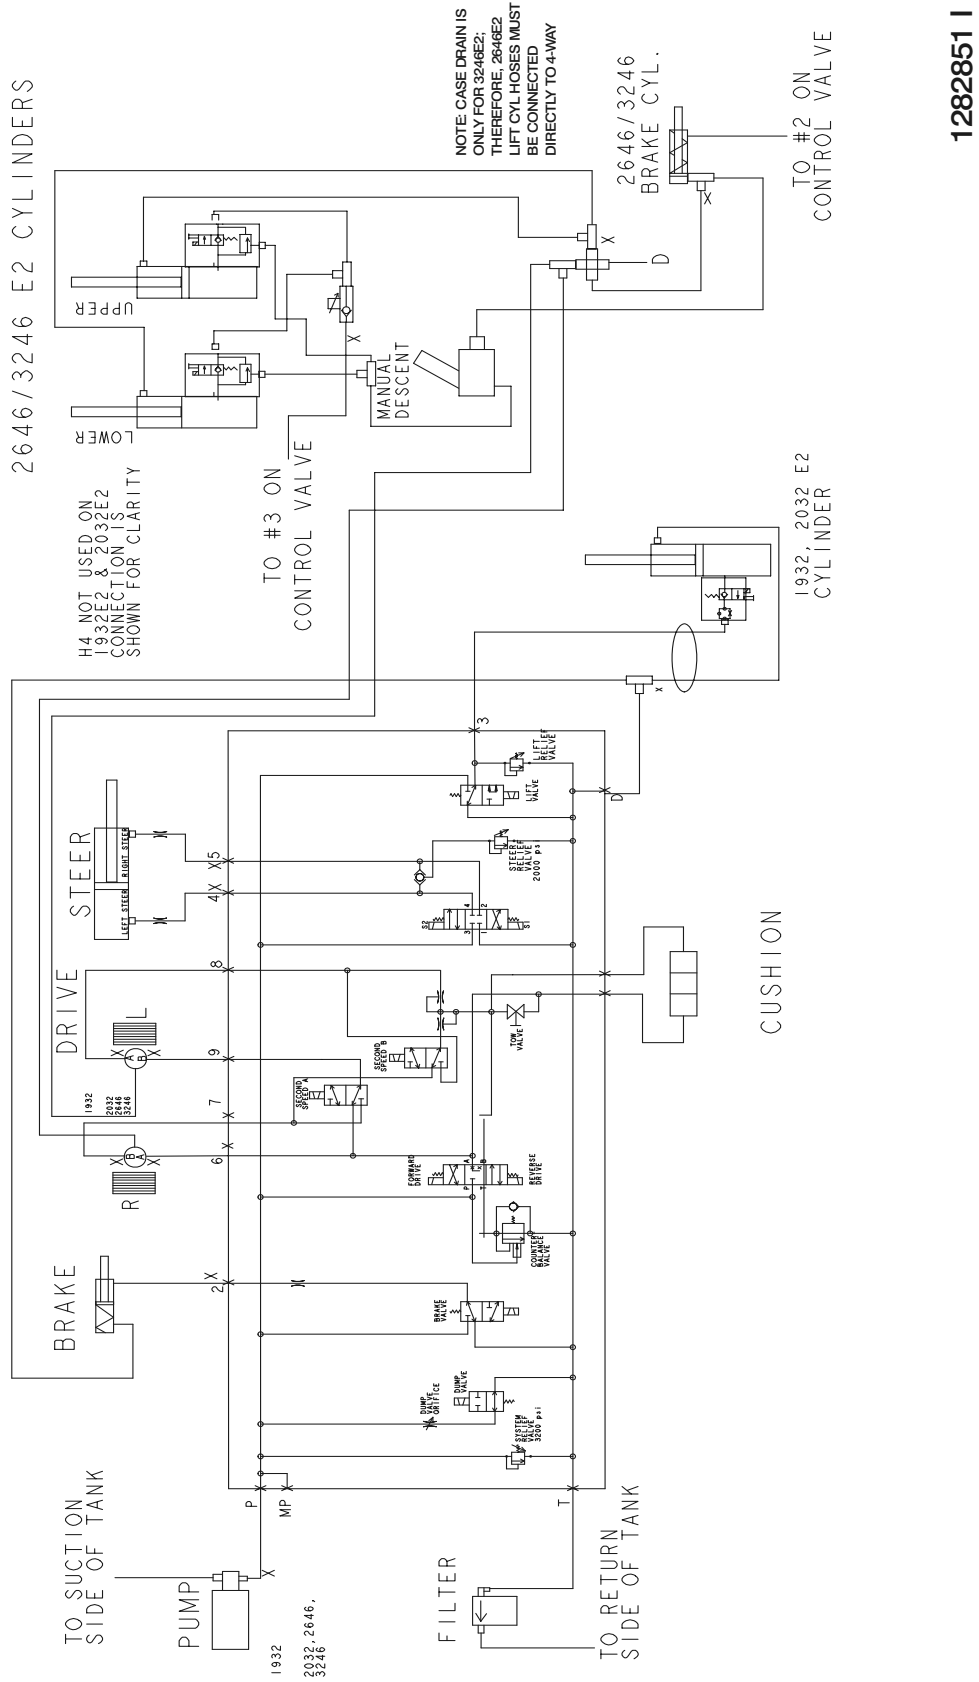 2646/3246 E2 CYLINDERS
NOTE: CASE DRAIN IS
ONLY FOR 3246E2;
THEREFORE, 2646E2
LIFT CYL HOSES MUST
BE CONNECTED
DIRECTLY TO 4-WAY
UPPER
LOWER
X
MANUAL
DESCENT
TO #3 ON
CONTROL VALVE
X
D
2646/3246
BRAKE CYL.
X
TO #2 ON
CONTROL VALVE
H4 NOT USED ON
1932E2 & 2032E2
CONNECTION IS
SHOWN FOR CLARITY
1932, 2032 E2
CYLINDER
X
STEER
LEFT STEER
RIGHT STEER
DRIVE
L
A
B
X
X
1932
2032
2646
3246
R
B
A
X
X
BRAKE
2
X
6
7
9
8
4
X
X
5
3
D
LIFT
RELIEF
VALVE
LIFT
VALVE
STEER
RELIEF
VALVE
2000 psi
S2
S1
3
4
1
2
SECOND
SPEED B
SECOND
SPEED A
TOW
VALVE
CUSHION
FORWARD
DRIVE
REVERSE
DRIVE
P
A
T
B
COUNTER
BALANCE
VALVE
BRAKE
VALVE
DUMP
VALVE
ORIFICE
DUMP
VALVE
SYSTEM
RELIEF
VALVE
3200 psi
P
MP
T
TO SUCTION
SIDE OF TANK
PUMP
X
1932
2032,2646,
3246
FILTER
TO RETURN
SIDE OF TANK
1282851 I